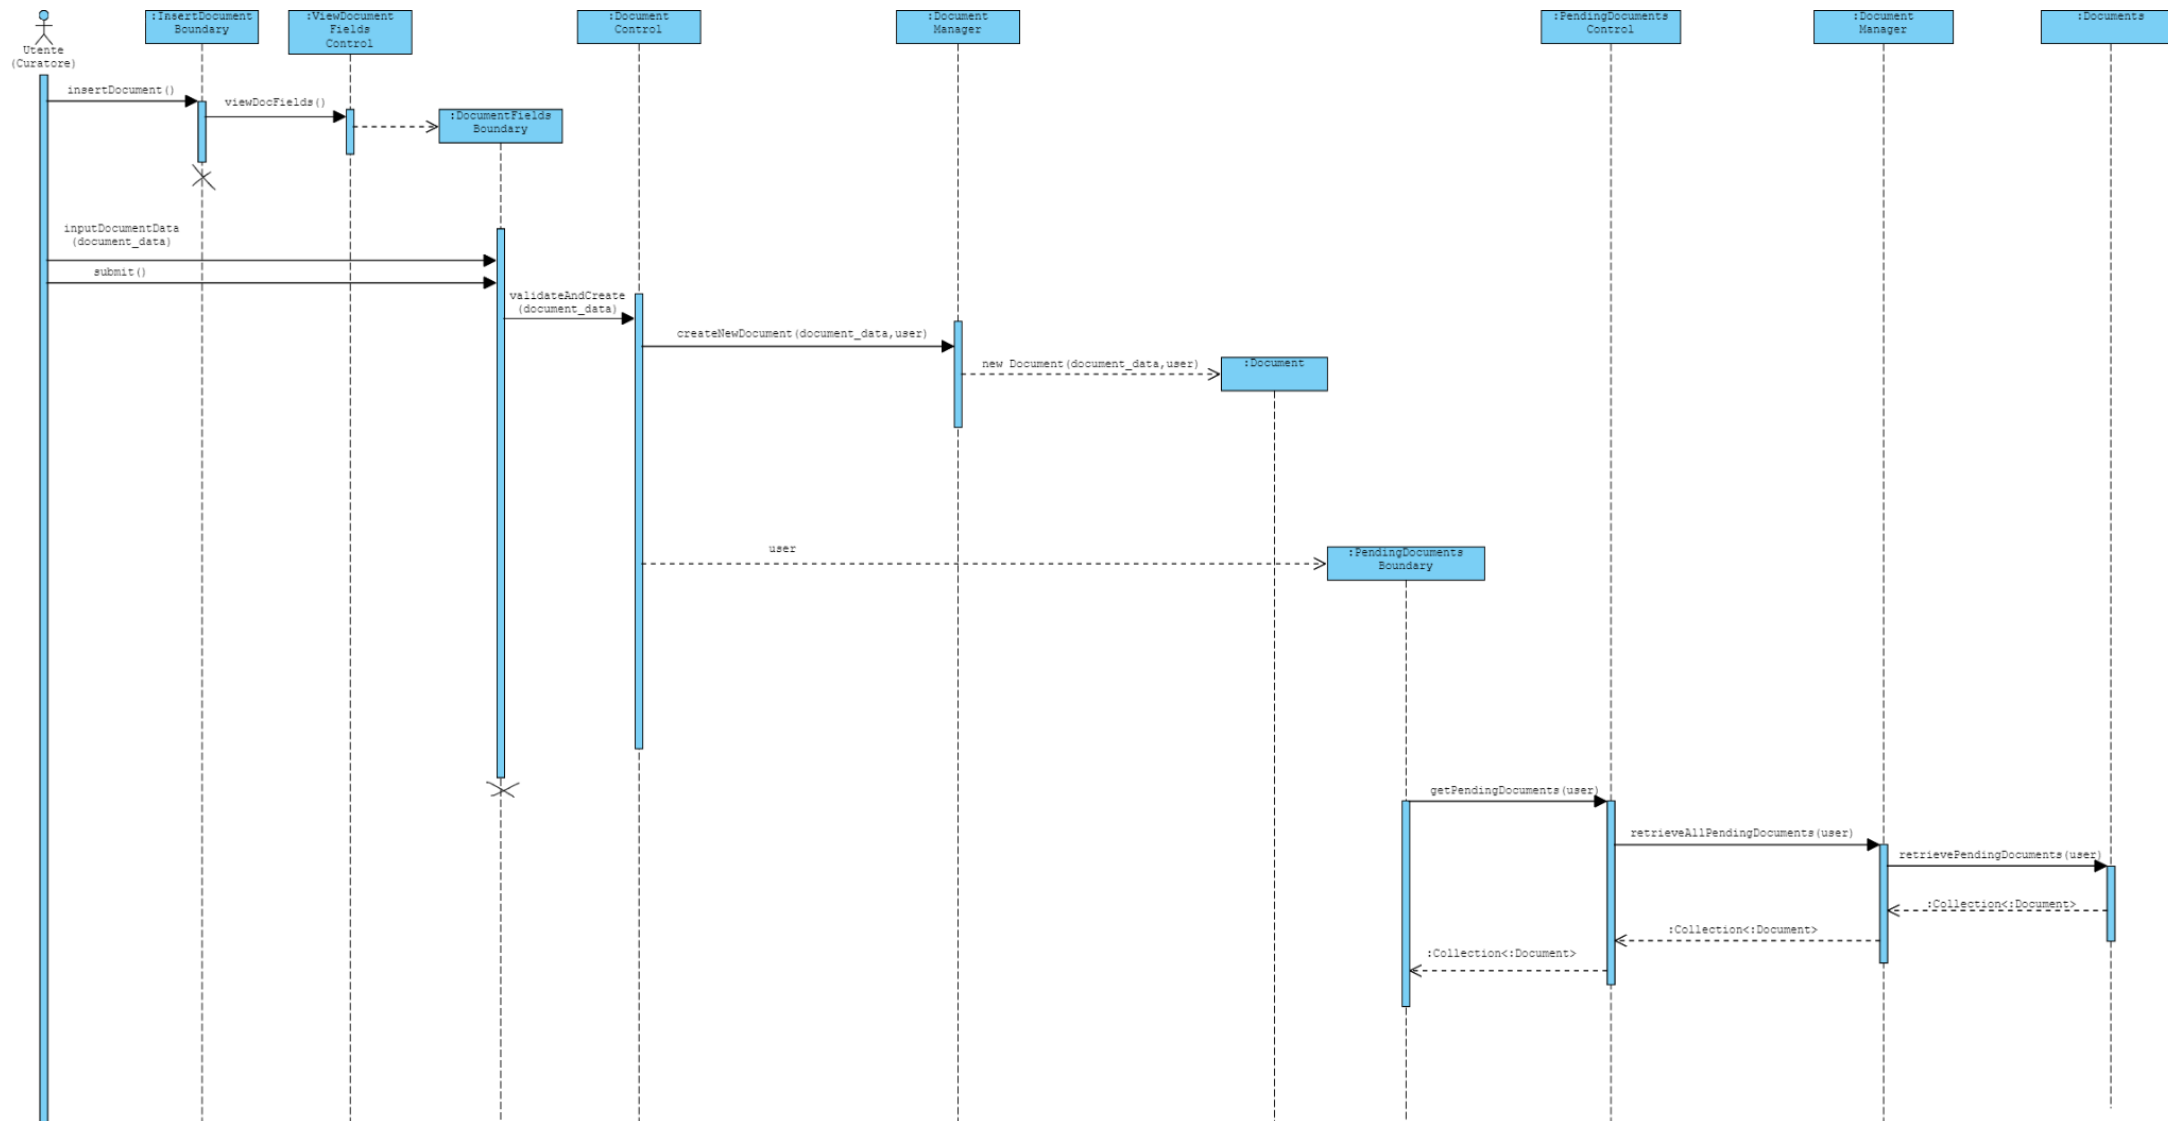 :InsertDocument
Boundary
:ViewDocument
Fields
Control
:Document
Control
:Document
Manager
:PendingDocuments
Control
:Document
Manager
:Documents
Utente
(Curatore)
insertDocument()
viewDocFields()
:DocumentFields
Boundary
inputDocumentData
(document_data)
submit()
validateAndCreate
(document_data)
createNewDocument(document_data,user)
new Document(document_data,user)
:Document
user
:PendingDocuments
Boundary
getPendingDocuments(user)
retrieveAllPendingDocuments(user)
retrievePendingDocuments(user)
:Collection<:Document>
:Collection<:Document>
:Collection<:Document>